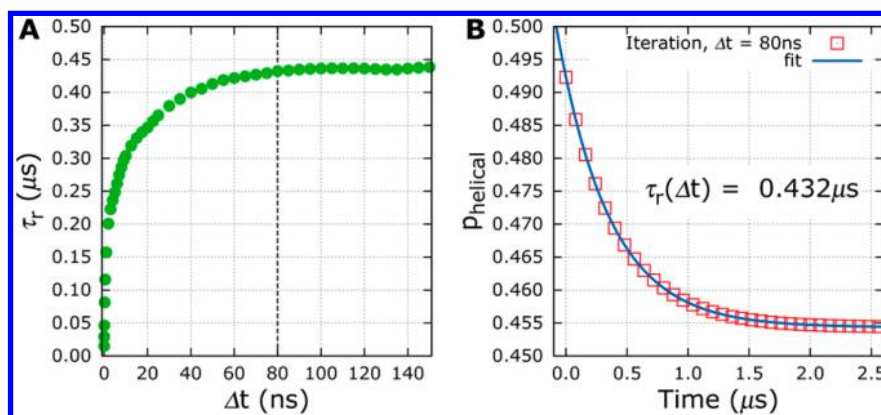 A
0.50
0.45
0.40
0.35
0.30
0.25
0.20
0.15
0.10
0.05
0.00
τr (μs)
0 20 40 60 80 100 120 140
Δt (ns)
B
0.500
0.495
0.490
0.485
0.480
0.475
0.470
0.465
0.460
0.455
0.450
phelical
Iteration, Δt = 80ns
fit
τr(Δt) = 0.432μs
0.0 0.5 1.0 1.5 2.0 2.5
Time (μs)